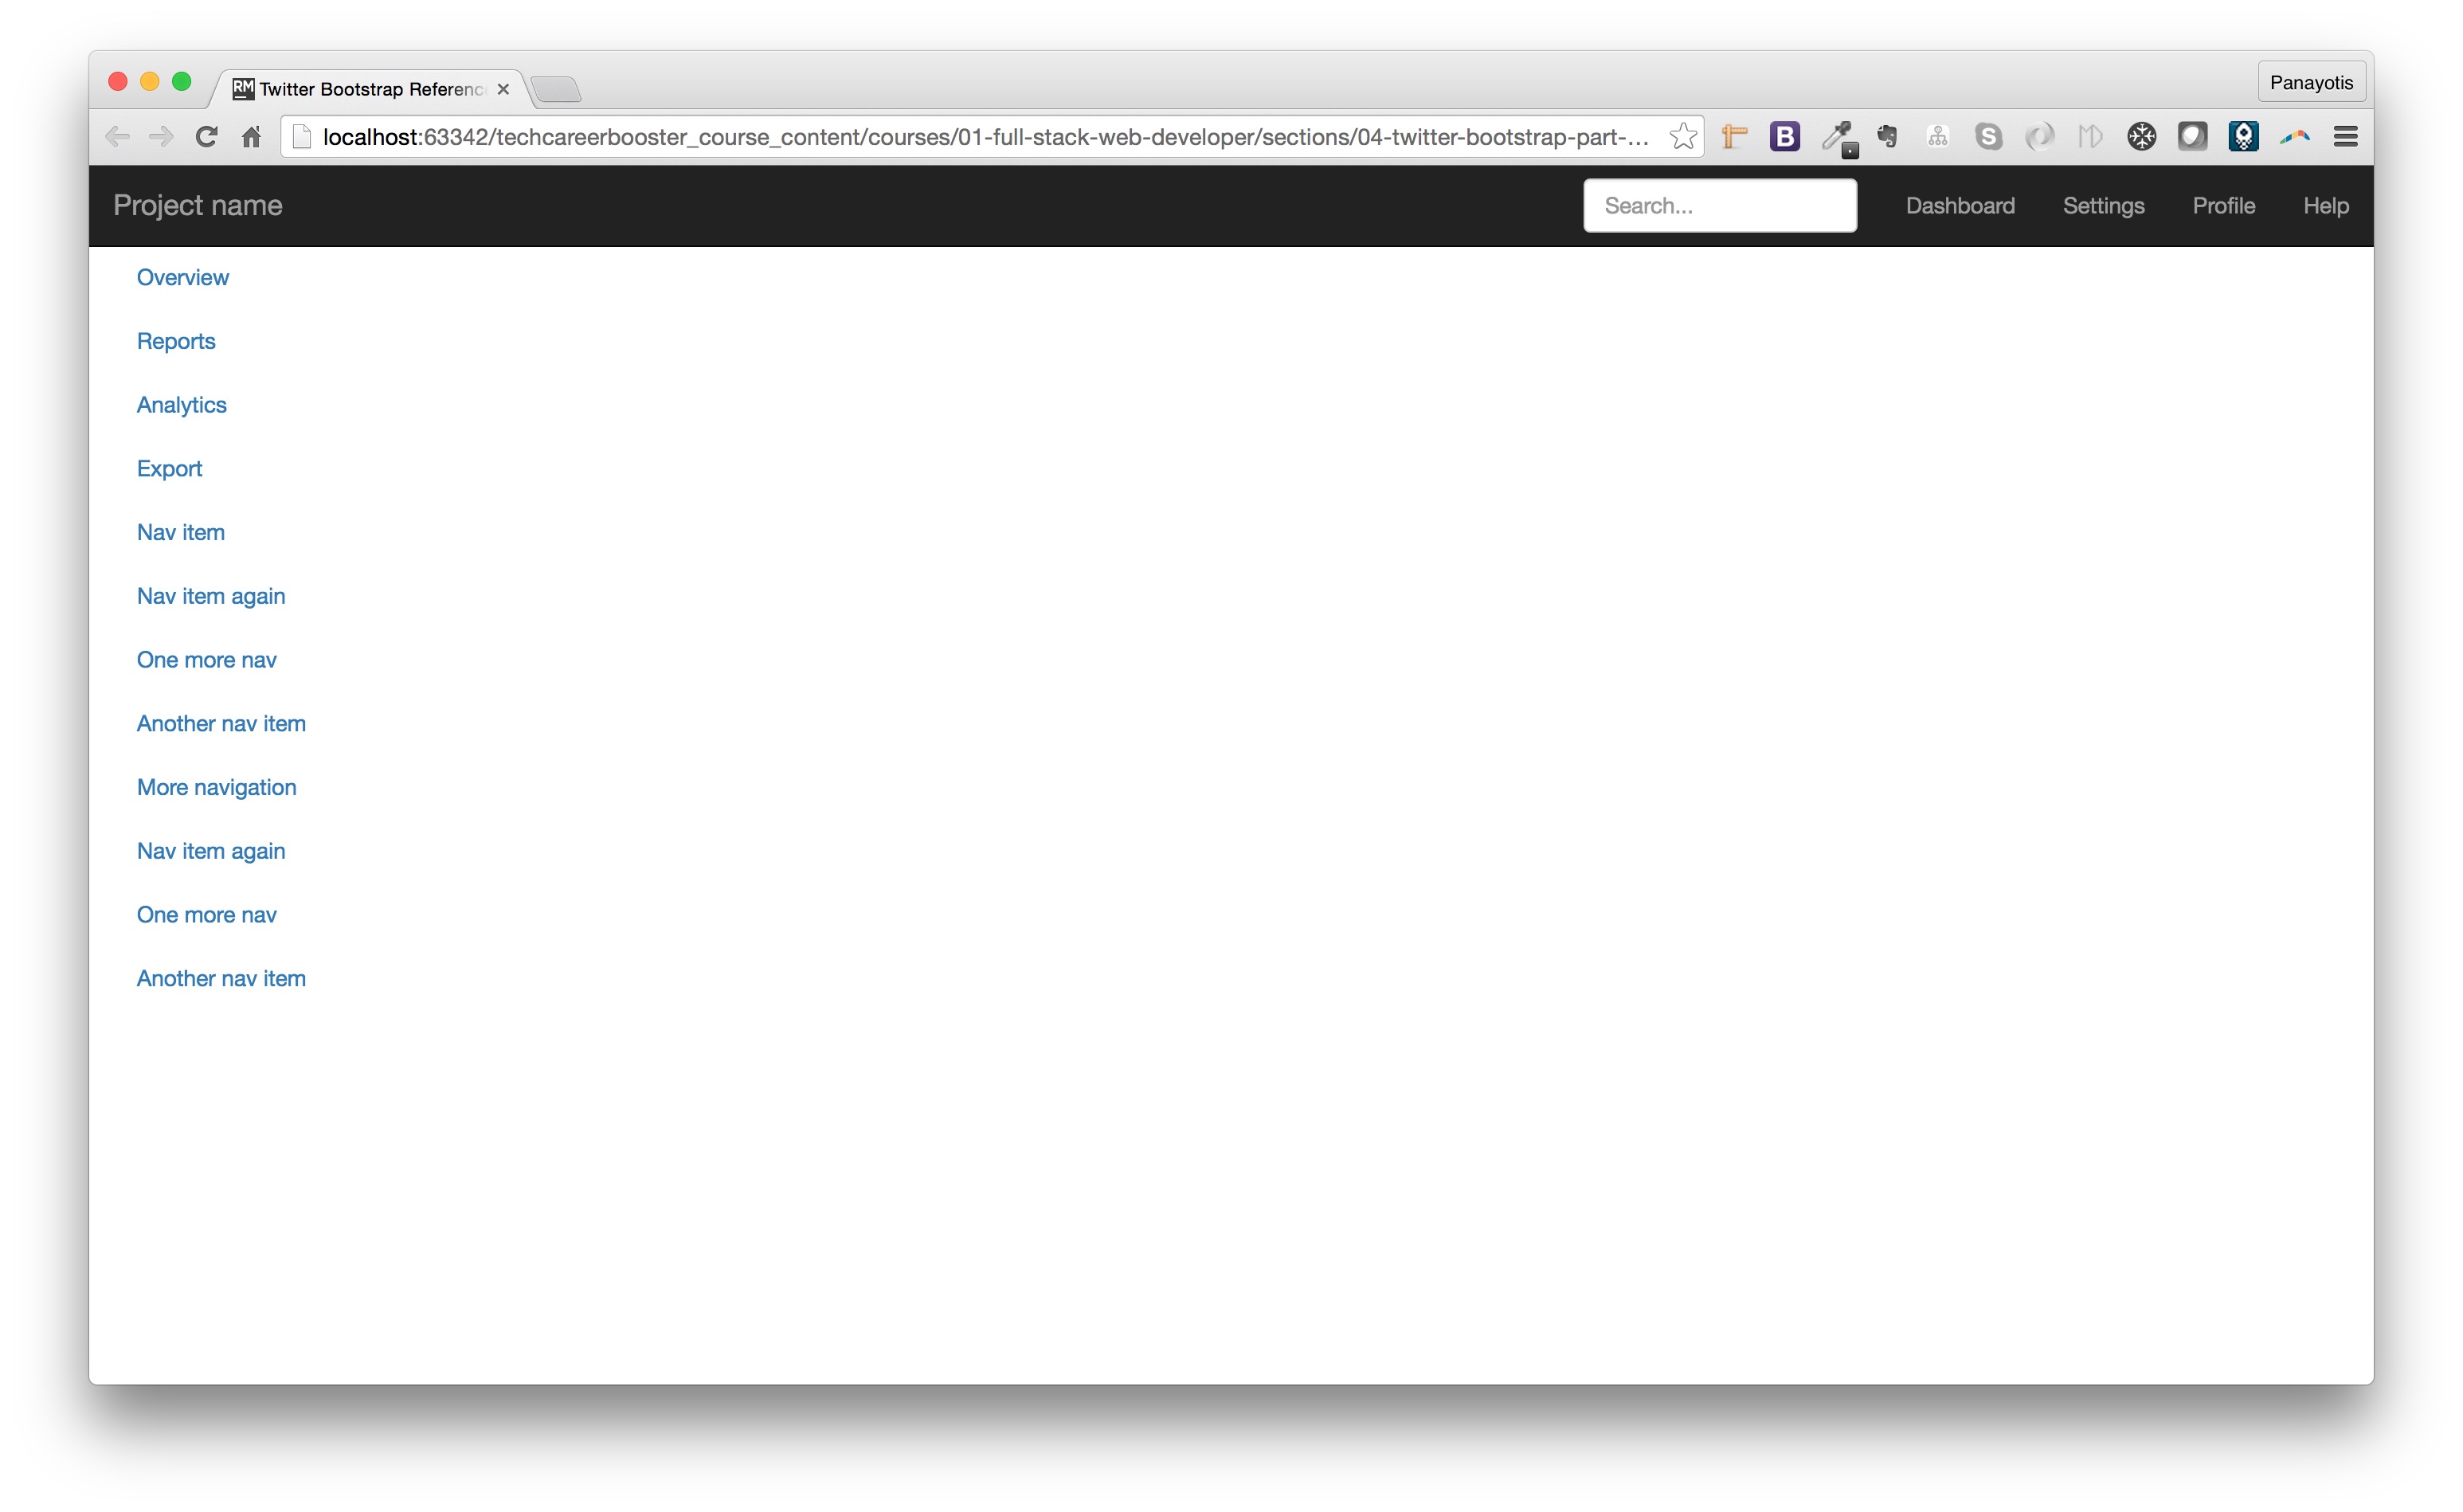 RM Twitter Bootstrap Referenc
Panayotis
localhost:63342/techcareerbooster_course_content/courses/01-full-stack-web-developer/sections/04-twitter-bootstrap-part-...
B
S
Project name
Search...
Dashboard
Settings
Profile
Help
Overview
Reports
Analytics
Export
Nav item
Nav item again
One more nav
Another nav item
More navigation
Nav item again
One more nav
Another nav item